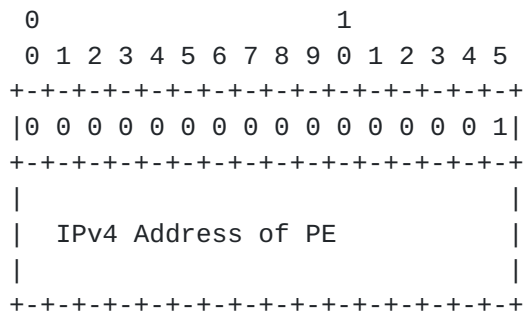 0                   1
 0 1 2 3 4 5 6 7 8 9 0 1 2 3 4 5
+-+-+-+-+-+-+-+-+-+-+-+-+-+-+-+-+
|0 0 0 0 0 0 0 0 0 0 0 0 0 0 0 1|
+-+-+-+-+-+-+-+-+-+-+-+-+-+-+-+-+
|                               |
|  IPv4 Address of PE           |
|                               |
+-+-+-+-+-+-+-+-+-+-+-+-+-+-+-+-+